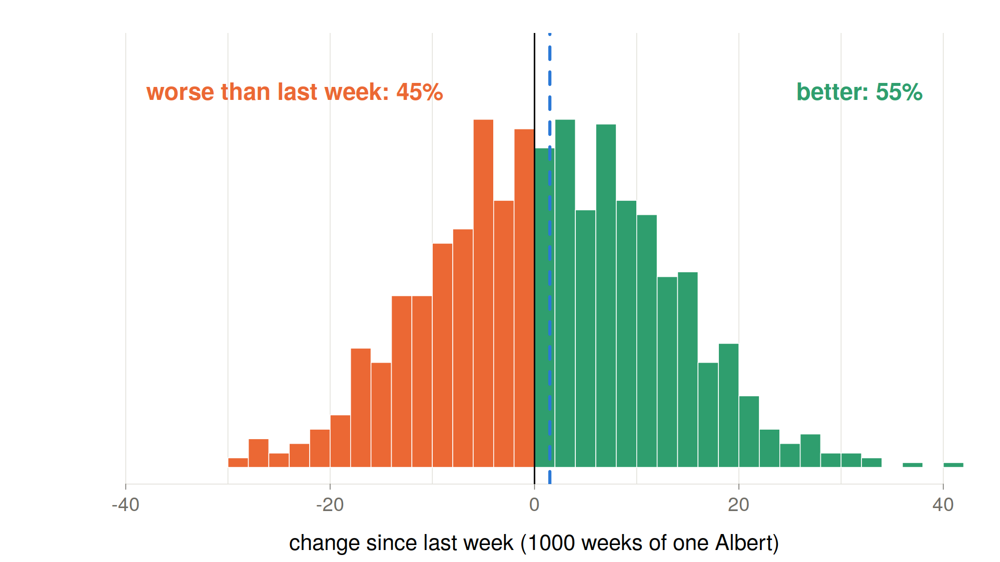 worse than last week: 45%
better: 55%
-40 -20 0 20 40
change since last week (1000 weeks of one Albert)